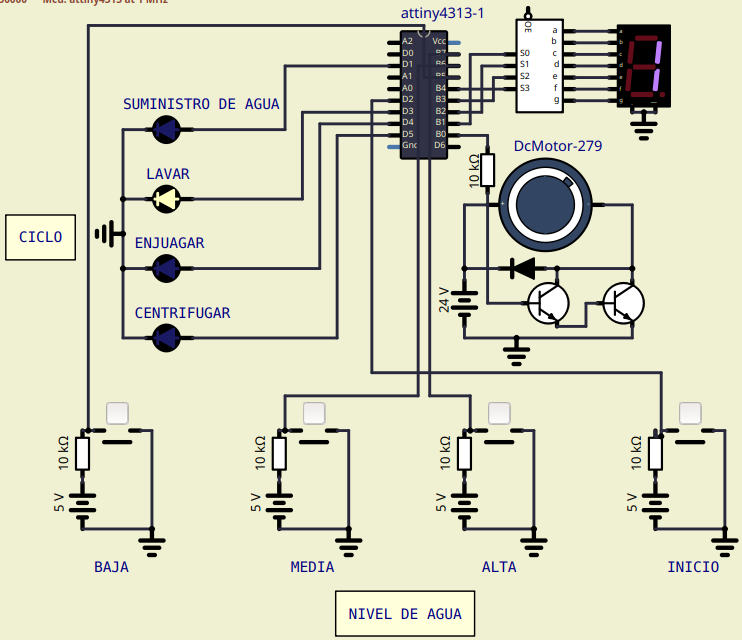 Mcu: attiny4313 at 1 MHz
attiny4313-1
A2
D0
D1
A1
A0
D2
D3
D4
D5
Gnd
Vcc
B7
B6
B5
B4
B3
B2
B1
B0
D6
OE
S0
S1
S2
S3
a
b
c
d
e
f
g
a
b
c
d
e
f
g
SUMINISTRO DE AGUA
LAVAR
CICLO
ENJUAGAR
CENTRIFUGAR
10 kΩ
DcMotor-279
24 V
10 kΩ
5 V
BAJA
10 kΩ
5 V
MEDIA
10 kΩ
5 V
ALTA
10 kΩ
5 V
INICIO
NIVEL DE AGUA